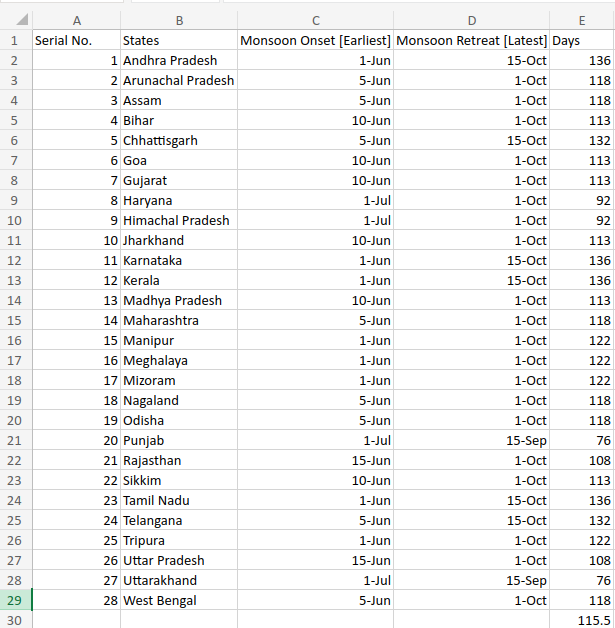 A B C D E
1 Serial No. States Monsoon Onset [Earliest] Monsoon Retreat [Latest] Days
2 1 Andhra Pradesh 1-Jun 15-Oct 136
3 2 Arunachal Pradesh 5-Jun 1-Oct 118
4 3 Assam 5-Jun 1-Oct 118
5 4 Bihar 10-Jun 1-Oct 113
6 5 Chhattisgarh 5-Jun 15-Oct 132
7 6 Goa 10-Jun 1-Oct 113
8 7 Gujarat 10-Jun 1-Oct 113
9 8 Haryana 1-Jul 1-Oct 92
10 9 Himachal Pradesh 1-Jul 1-Oct 92
11 10 Jharkhand 10-Jun 1-Oct 113
12 11 Karnataka 1-Jun 15-Oct 136
13 12 Kerala 1-Jun 15-Oct 136
14 13 Madhya Pradesh 10-Jun 1-Oct 113
15 14 Maharashtra 5-Jun 1-Oct 118
16 15 Manipur 1-Jun 1-Oct 122
17 16 Meghalaya 1-Jun 1-Oct 122
18 17 Mizoram 1-Jun 1-Oct 122
19 18 Nagaland 5-Jun 1-Oct 118
20 19 Odisha 5-Jun 1-Oct 118
21 20 Punjab 1-Jul 15-Sep 76
22 21 Rajasthan 15-Jun 1-Oct 108
23 22 Sikkim 10-Jun 1-Oct 113
24 23 Tamil Nadu 1-Jun 15-Oct 136
25 24 Telangana 5-Jun 15-Oct 132
26 25 Tripura 1-Jun 1-Oct 122
27 26 Uttar Pradesh 15-Jun 1-Oct 108
28 27 Uttarakhand 1-Jul 15-Sep 76
29 28 West Bengal 5-Jun 1-Oct 118
30 115.5